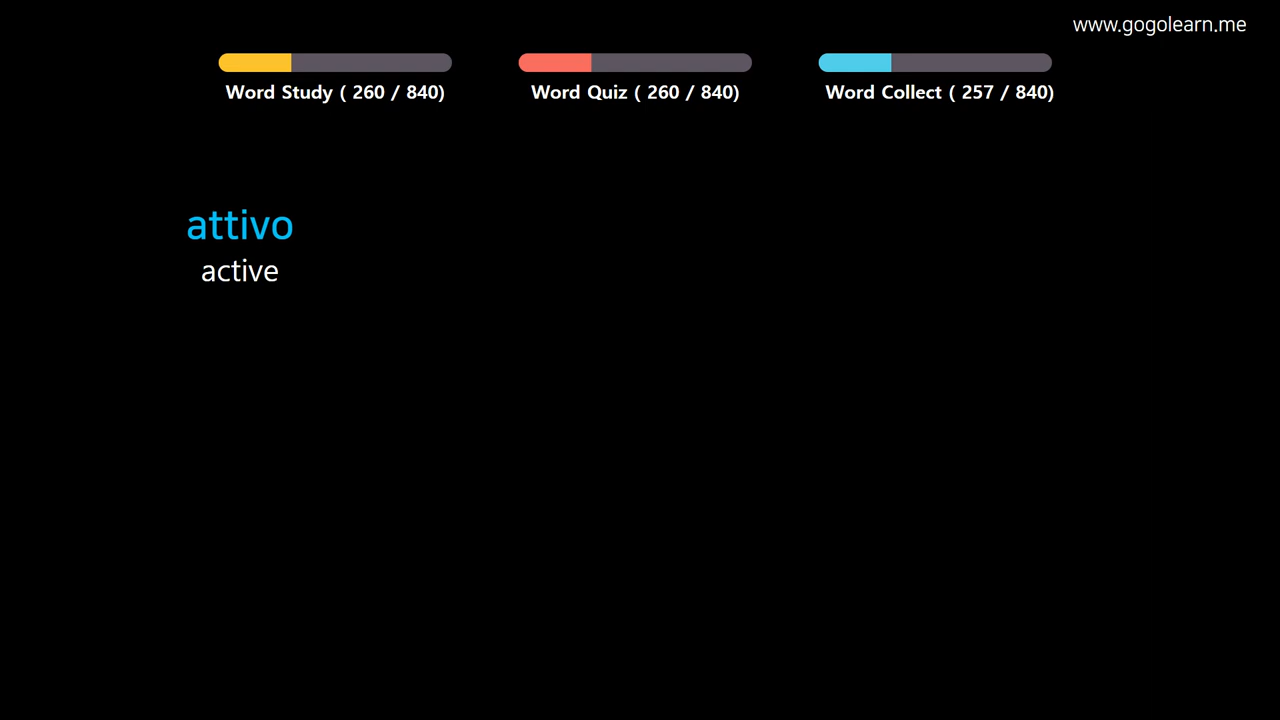 www.gogolearn.me
Word Study ( 260 / 840)
Word Quiz ( 260 / 840)
Word Collect ( 257 / 840)
attivo
active